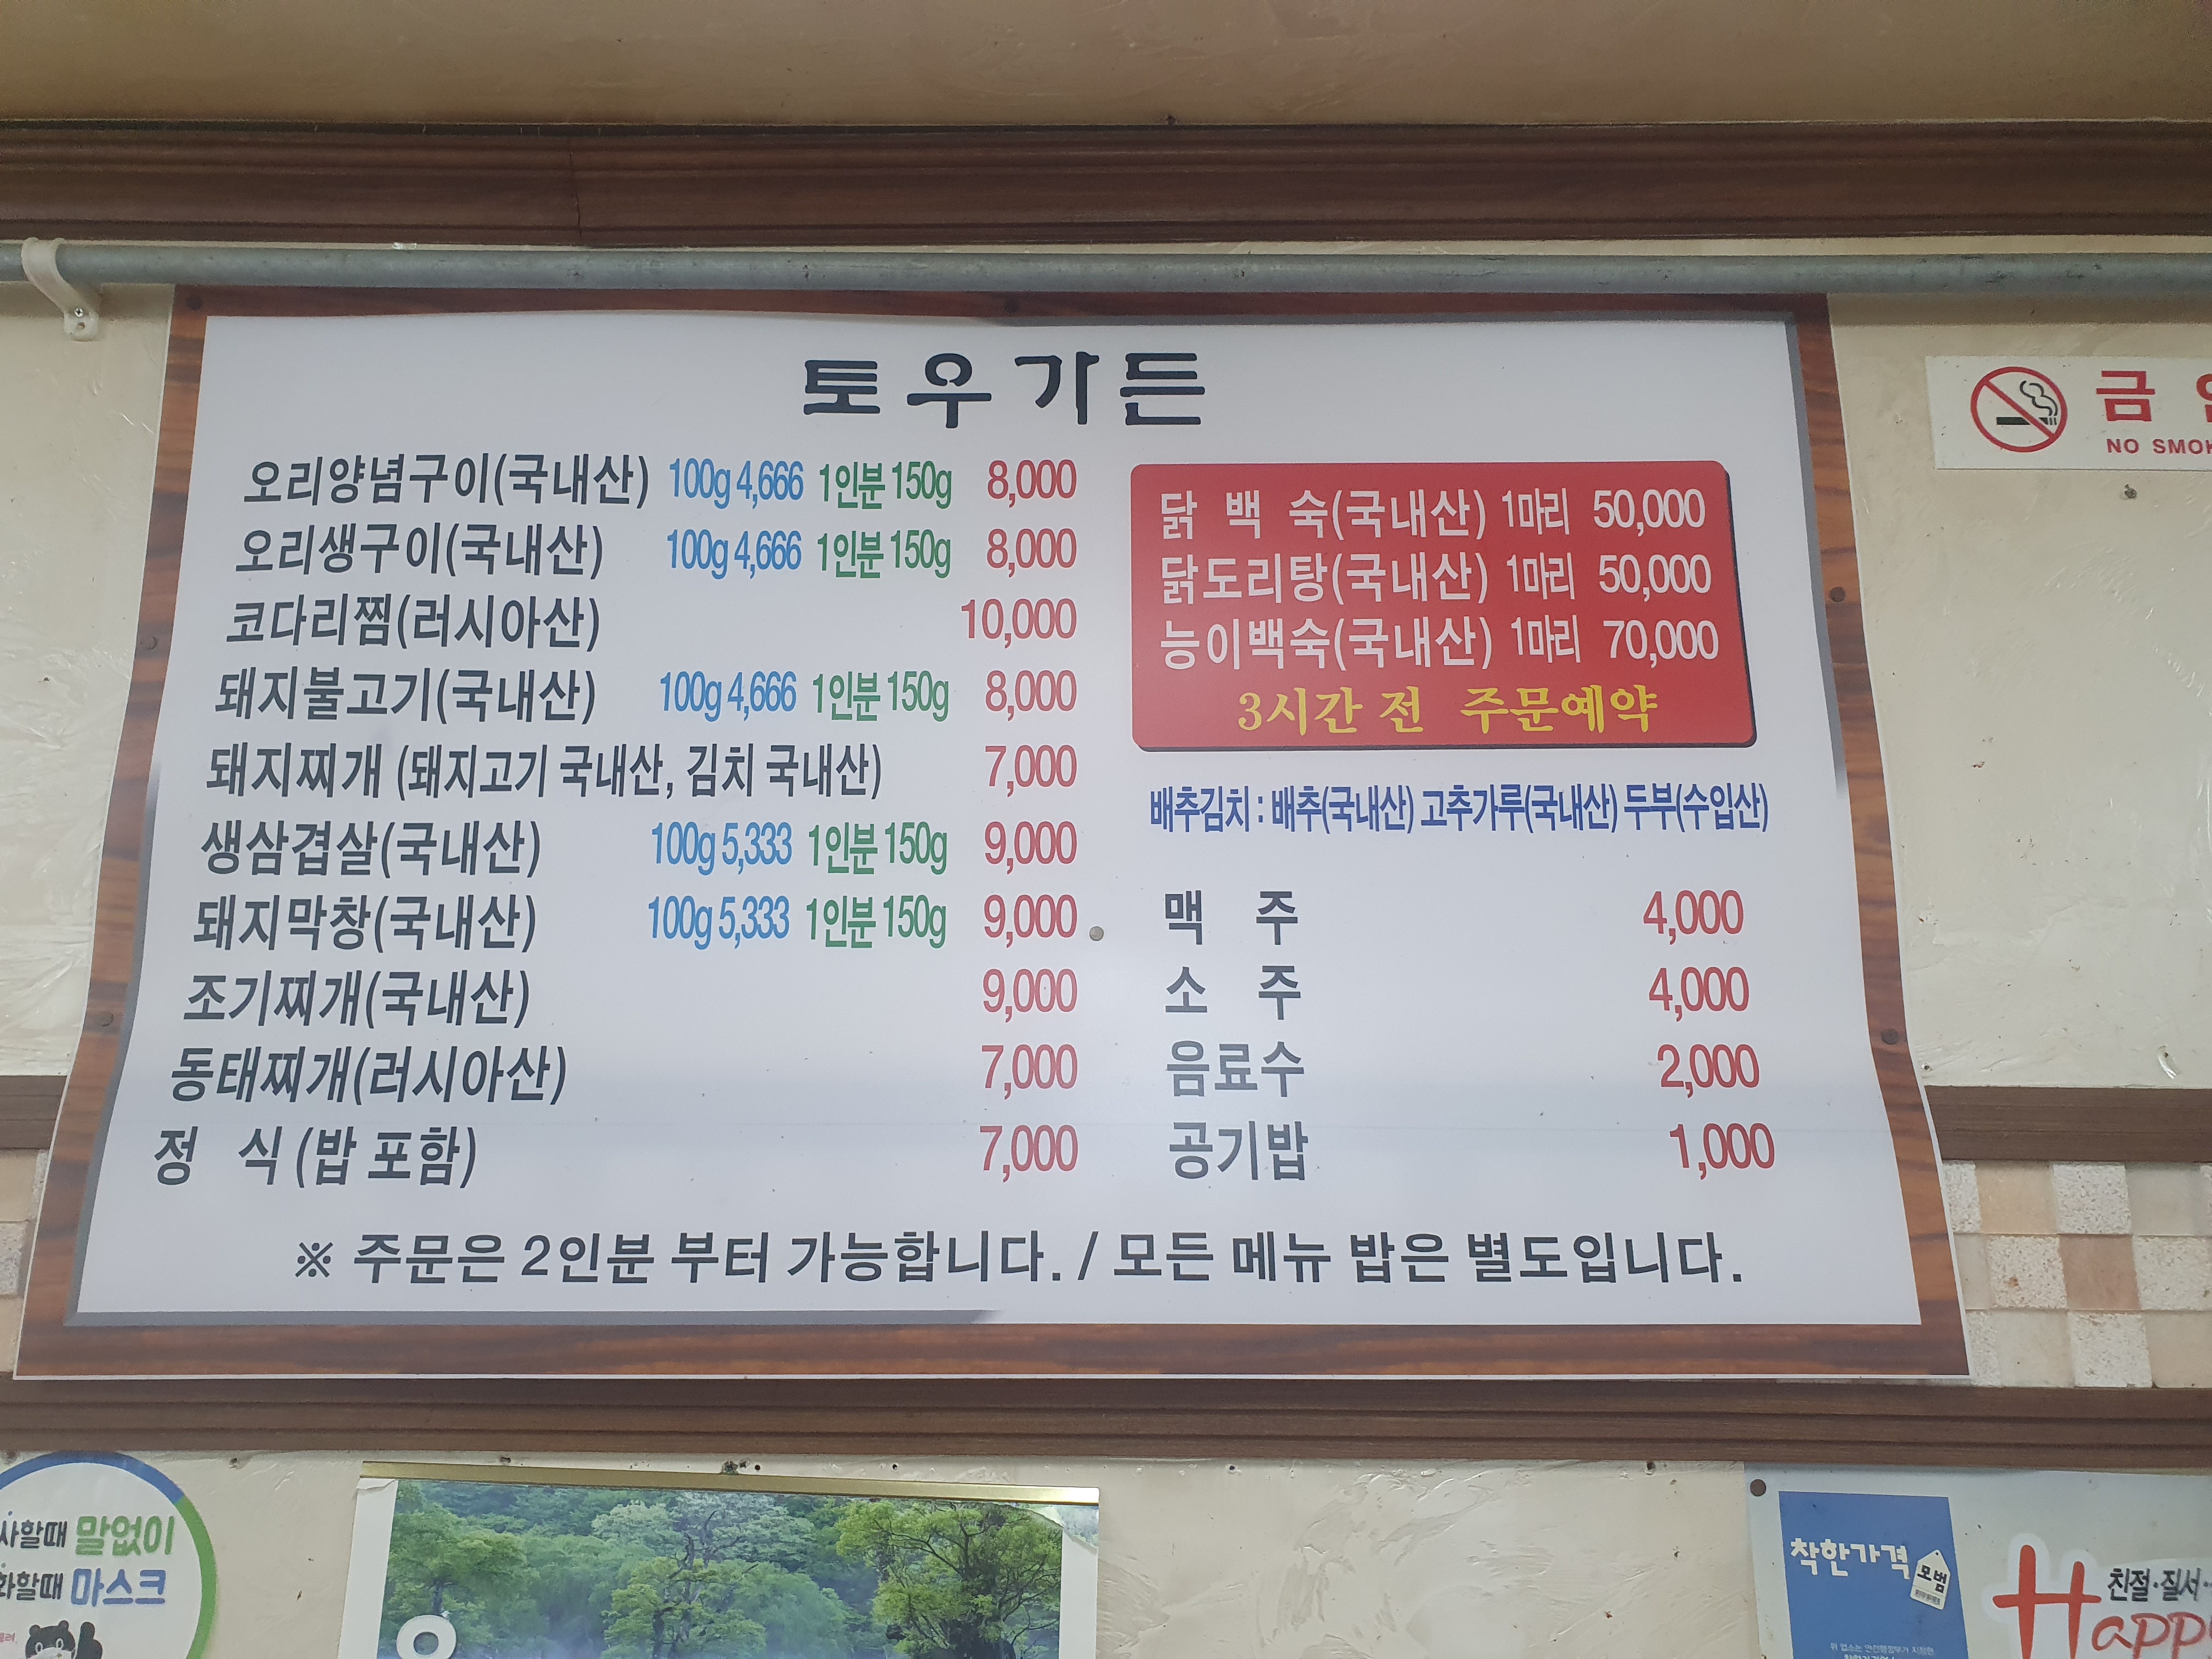 토우가든
오리양념구이(국내산) 100g 4,666 1인분 150g 8,000
오리생구이(국내산) 100g 4,666 1인분 150g 8,000
코다리찜(러시아산) 10,000
돼지불고기(국내산) 100g 4,666 1인분 150g 8,000
돼지찌개 (돼지고기 국내산, 김치 국내산) 7,000
생삼겹살(국내산) 100g 5,333 1인분 150g 9,000
돼지막창(국내산) 100g 5,333 1인분 150g 9,000
조기찌개(국내산) 9,000
동태찌개(러시아산) 7,000
정 식 (밥 포함) 7,000
닭 백 숙(국내산) 1마리 50,000
닭도리탕(국내산) 1마리 50,000
능이백숙(국내산) 1마리 70,000
3시간 전 주문예약
배추김치 : 배추(국내산) 고추가루(국내산) 두부(수입산)
맥 주 4,000
소 주 4,000
음료수 2,000
공기밥 1,000
※ 주문은 2인분 부터 가능합니다. / 모든 메뉴 밥은 별도입니다.
금
NO SMOK
사할때 말없이
화할때 마스크
착한가격
모범
친절·질서
Happ